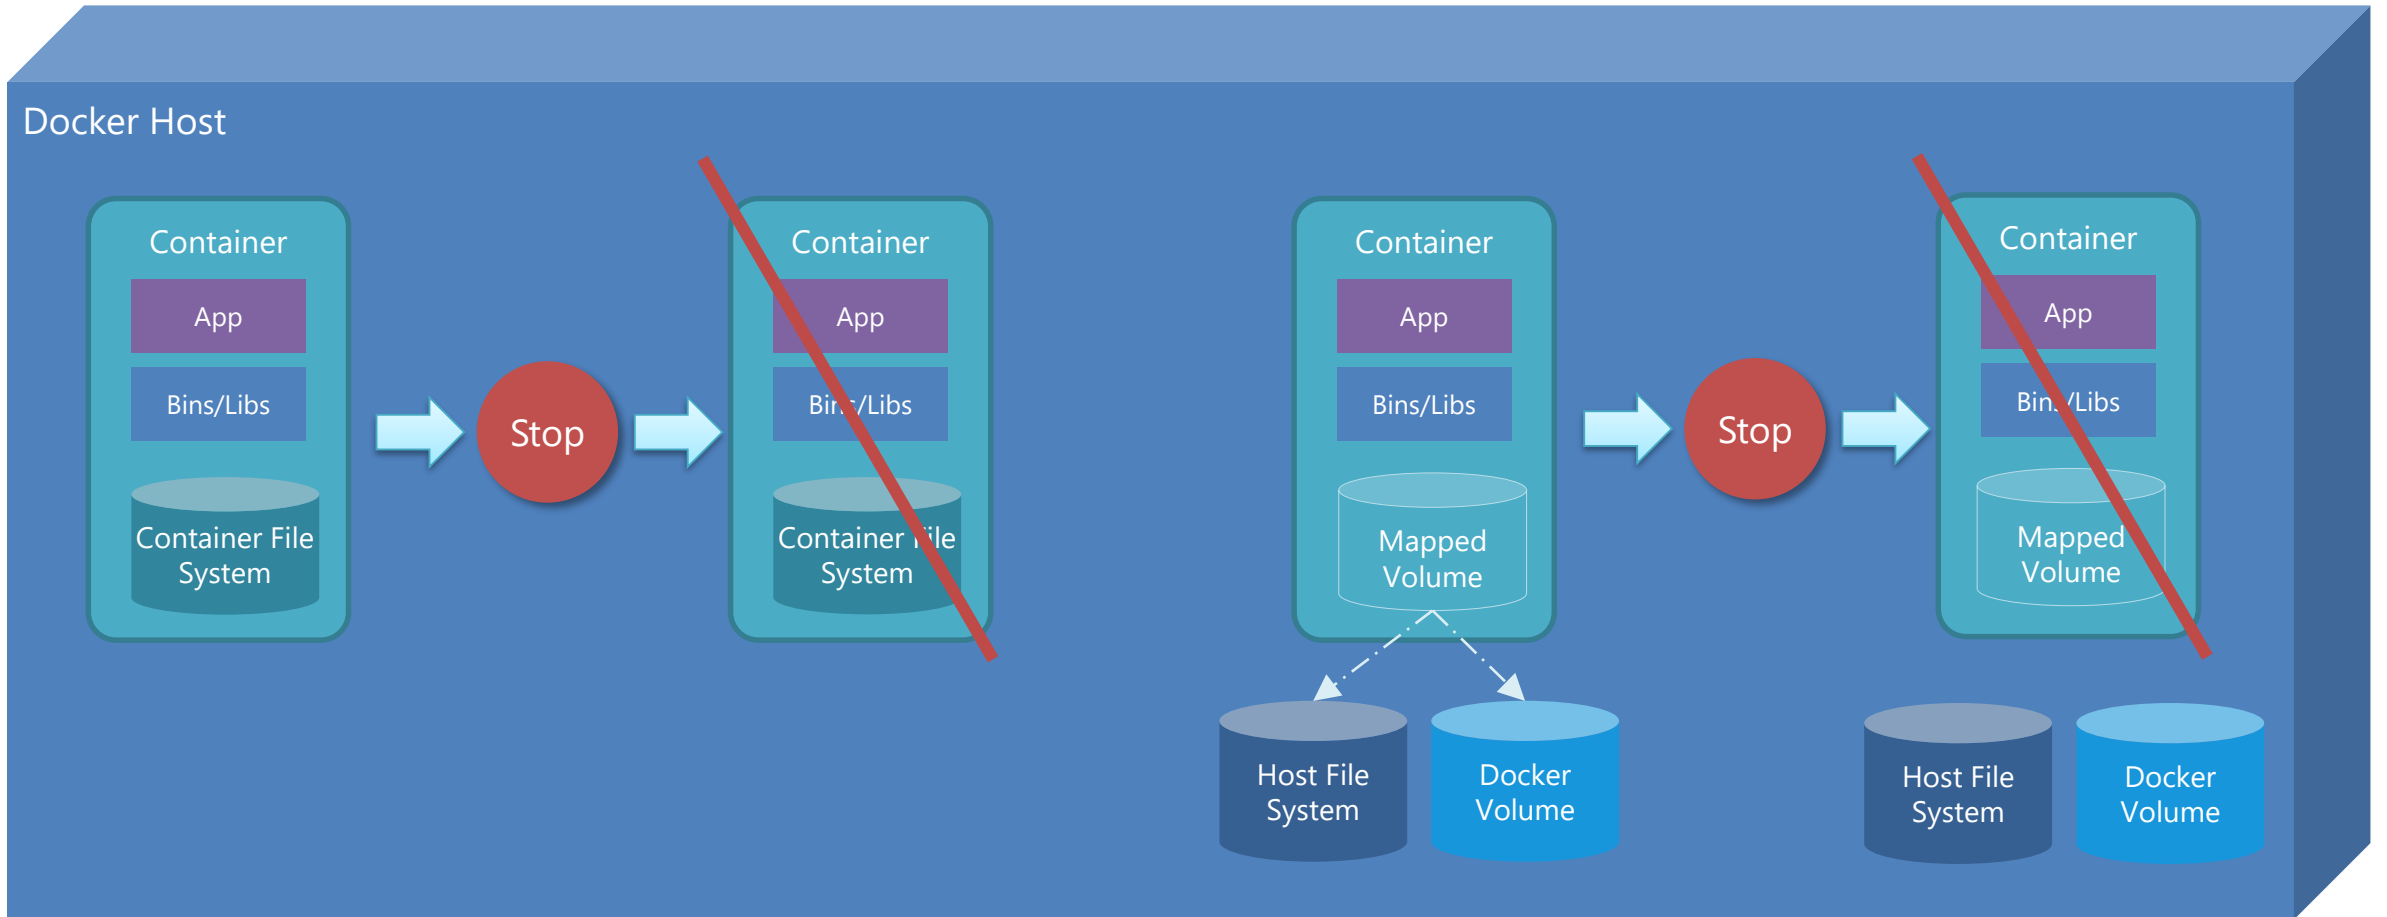 Docker Host
Container
App
Bins/Libs
Container File
System
Stop
Container
App
Bins/Libs
Container File
System
Container
App
Bins/Libs
Mapped
Volume
Host File
System
Docker
Volume
Stop
Container
App
Bins/Libs
Mapped
Volume
Host File
System
Docker
Volume